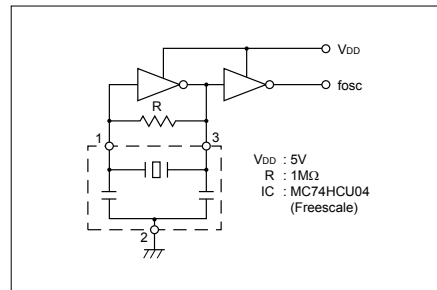 VDD
fosc
R
1
3
2
VDD : 5V
R : 1MΩ
IC : MC74HCU04
(Freescale)